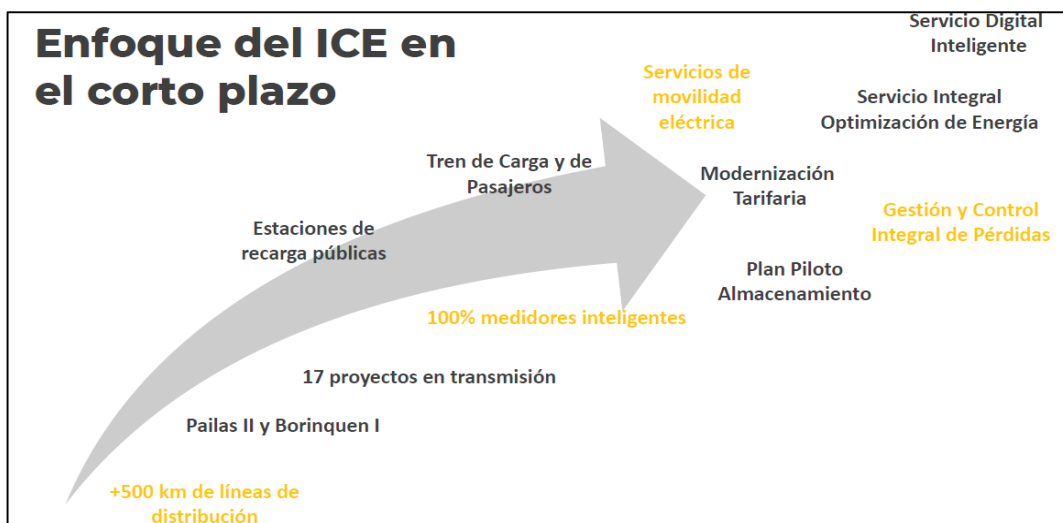 Enfoque del ICE en
el corto plazo
Servicio Digital
Inteligente
Servicios de
movilidad
eléctrica
Servicio Integral
Optimización de Energía
Tren de Carga y de
Pasajeros
Modernización
Tarifaria
Estaciones de
recarga públicas
Gestión y Control
Integral de Pérdidas
Plan Piloto
Almacenamiento
100% medidores inteligentes
17 proyectos en transmisión
Pailas II y Borinquen I
+500 km de líneas de
distribución